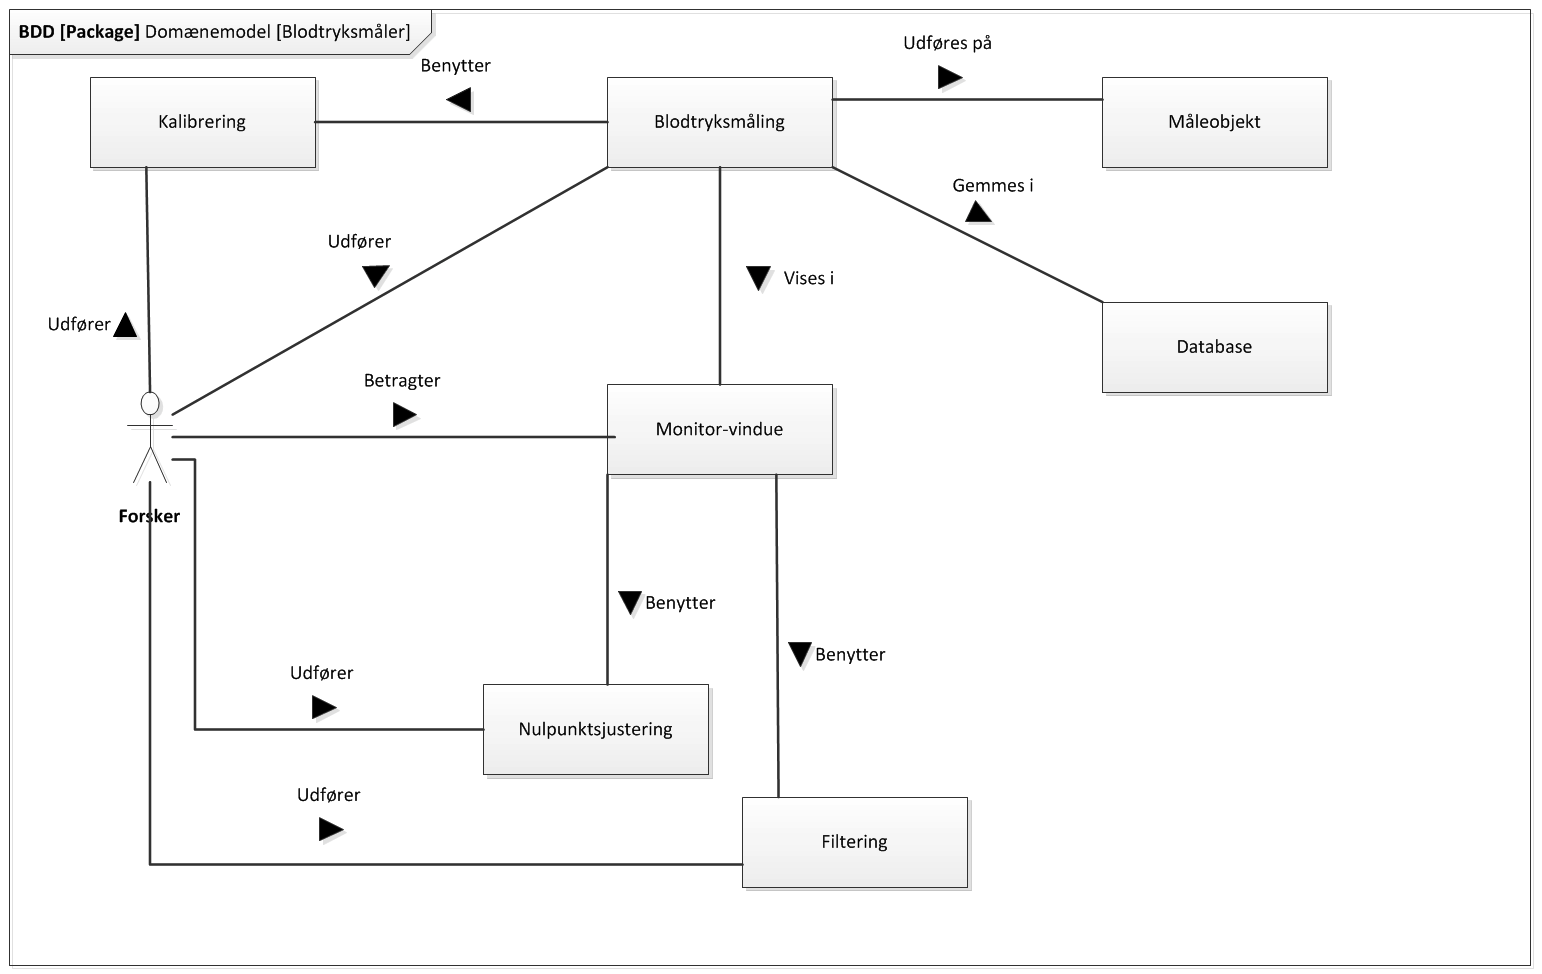 BDD [Package] Domænemodel [Blodtryksmåler]
Udføres på
Benytter
Kalibrering
Blodtryksmåling
Måleobjekt
Gemmes i
Udfører
Vises i
Udfører
Database
Betragter
Monitor-vindue
Forsker
Benytter
Benytter
Udfører
Nulpunktsjustering
Udfører
Filtering